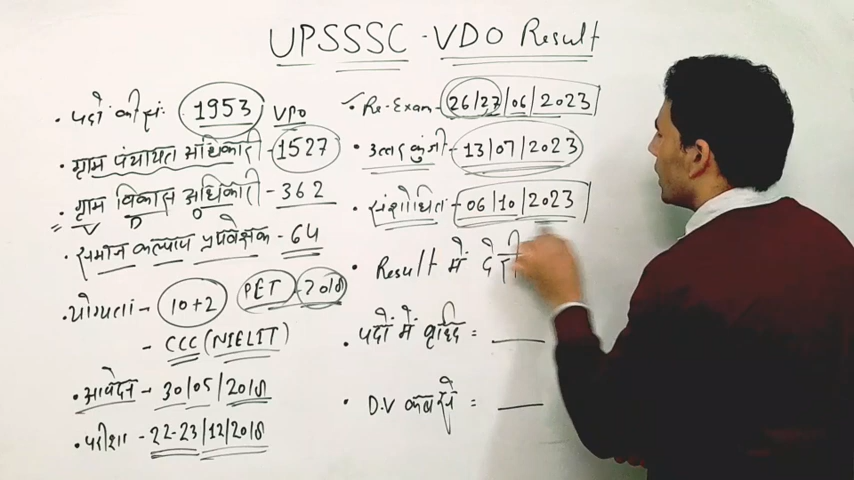 UPSSSC - VDO Result
• पदों की सं: 1953 VPO
• ग्राम पंचायत अधिकारी - 1527
• ग्राम विकास अधिकारी - 362
V D O
• समाज कल्याण प्रवेक्षक - 64
• योग्यता - 10+2 PET - 2018
- CCC (NIELIT)
• आवेदन - 30/05/2018
• परीक्षा - 22-23/12/2018
✓ Re-Exam - 26/27/06/2023
• उत्तर कुंजी - 13/07/2023
• संशोधित - 06/10/2023
• Result में देरी
• पदों में वृद्धि = ___
• D.V कब से = ___